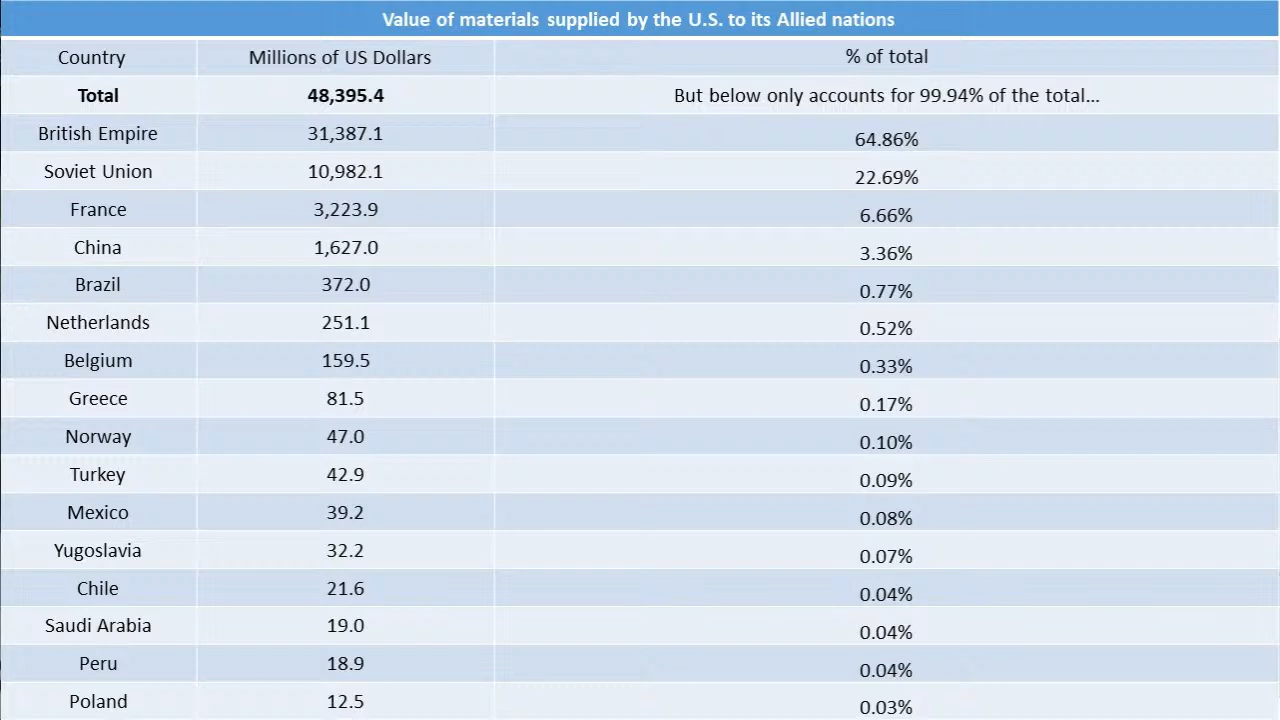 Value of materials supplied by the U.S. to its Allied nations
Country Millions of US Dollars % of total
Total 48,395.4 But below only accounts for 99.94% of the total...
British Empire 31,387.1 64.86%
Soviet Union 10,982.1 22.69%
France 3,223.9 6.66%
China 1,627.0 3.36%
Brazil 372.0 0.77%
Netherlands 251.1 0.52%
Belgium 159.5 0.33%
Greece 81.5 0.17%
Norway 47.0 0.10%
Turkey 42.9 0.09%
Mexico 39.2 0.08%
Yugoslavia 32.2 0.07%
Chile 21.6 0.04%
Saudi Arabia 19.0 0.04%
Peru 18.9 0.04%
Poland 12.5 0.03%